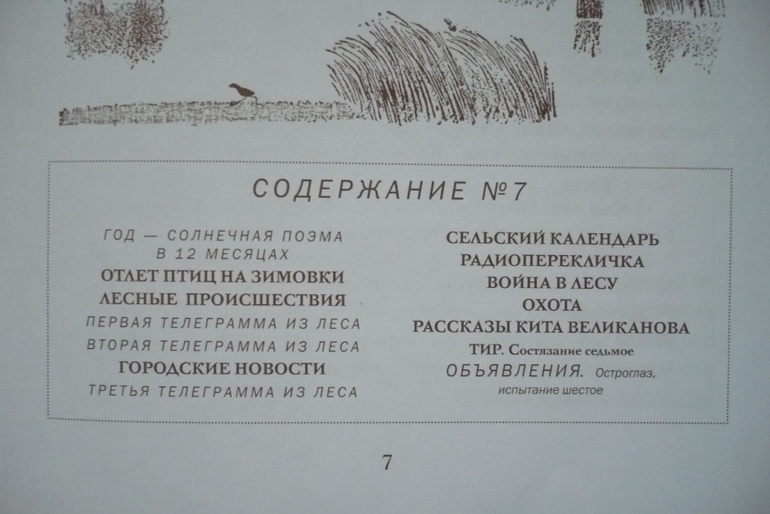 СОДЕРЖАНИЕ №7
ГОД — СОЛНЕЧНАЯ ПОЭМА
В 12 МЕСЯЦАХ
ОТЛЕТ ПТИЦ НА ЗИМОВКИ
ЛЕСНЫЕ ПРОИСШЕСТВИЯ
ПЕРВАЯ ТЕЛЕГРАММА ИЗ ЛЕСА
ВТОРАЯ ТЕЛЕГРАММА ИЗ ЛЕСА
ГОРОДСКИЕ НОВОСТИ
ТРЕТЬЯ ТЕЛЕГРАММА ИЗ ЛЕСА
СЕЛЬСКИЙ КАЛЕНДАРЬ
РАДИОПЕРЕКЛИЧКА
ВОЙНА В ЛЕСУ
ОХОТА
РАССКАЗЫ КИТА ВЕЛИКАНОВА
ТИР. Состязание седьмое
ОБЪЯВЛЕНИЯ. Остроглаз,
испытание шестое
7